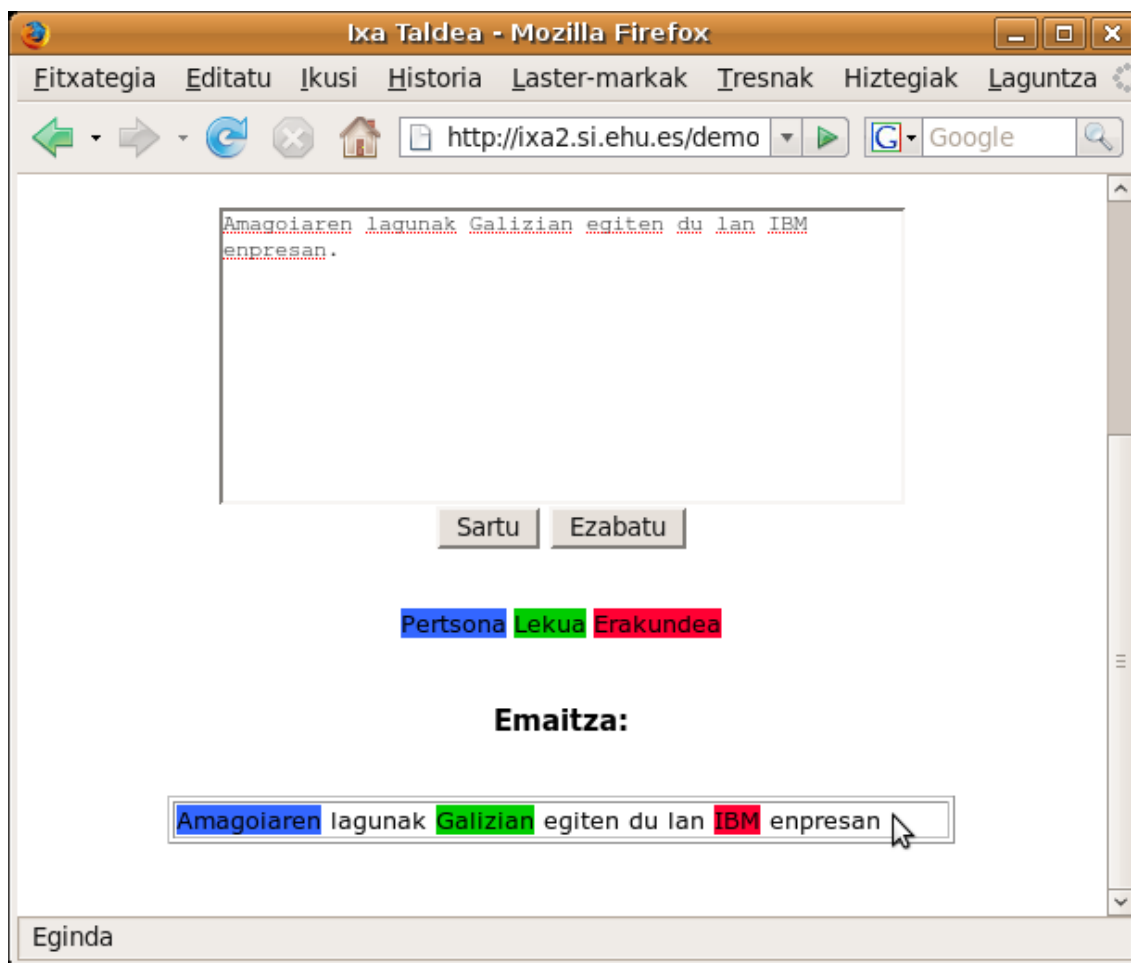 Ixa Taldea - Mozilla Firefox
Fitxategia Editatu Ikusi Historia Laster-markak Tresnak Hiztegiak Laguntza
http://ixa2.si.ehu.es/demo G Google
Amagoiaren lagunak Galizian egiten du lan IBM
enpresan.
Sartu Ezabatu
Pertsona Lekua Erakundea
Emaitza:
Amagoiaren lagunak Galizian egiten du lan IBM enpresan
Eginda